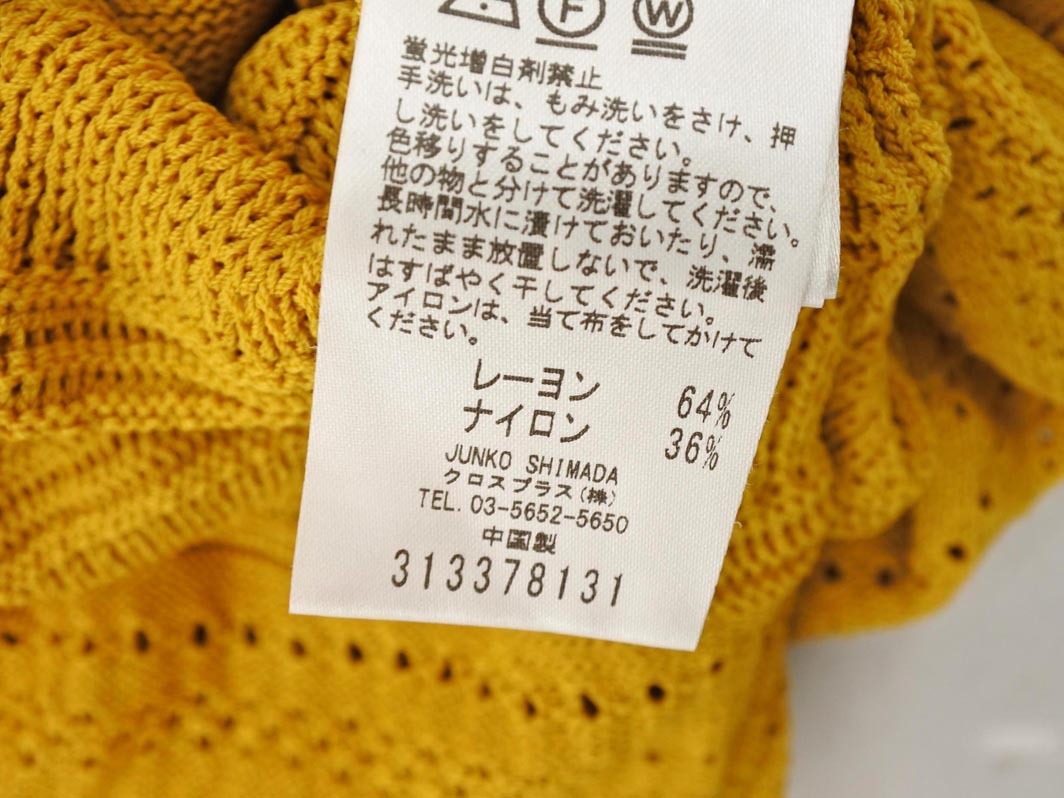 F W
蛍光増白剤禁止
手洗いは、もみ洗いをさけ、押
し洗いをしてください。
色移りすることがありますので、
他の物と分けて洗濯してください。
長時間水に漬けておいたり、濡
れたまま放置しないで、洗濯後
はすばやく干してください。
アイロンは、当て布をしてかけて
ください。
レーヨン 64%
ナイロン 36%
JUNKO SHIMADA
クロスプラス(株)
TEL. 03-5652-5650
中国製
313378131